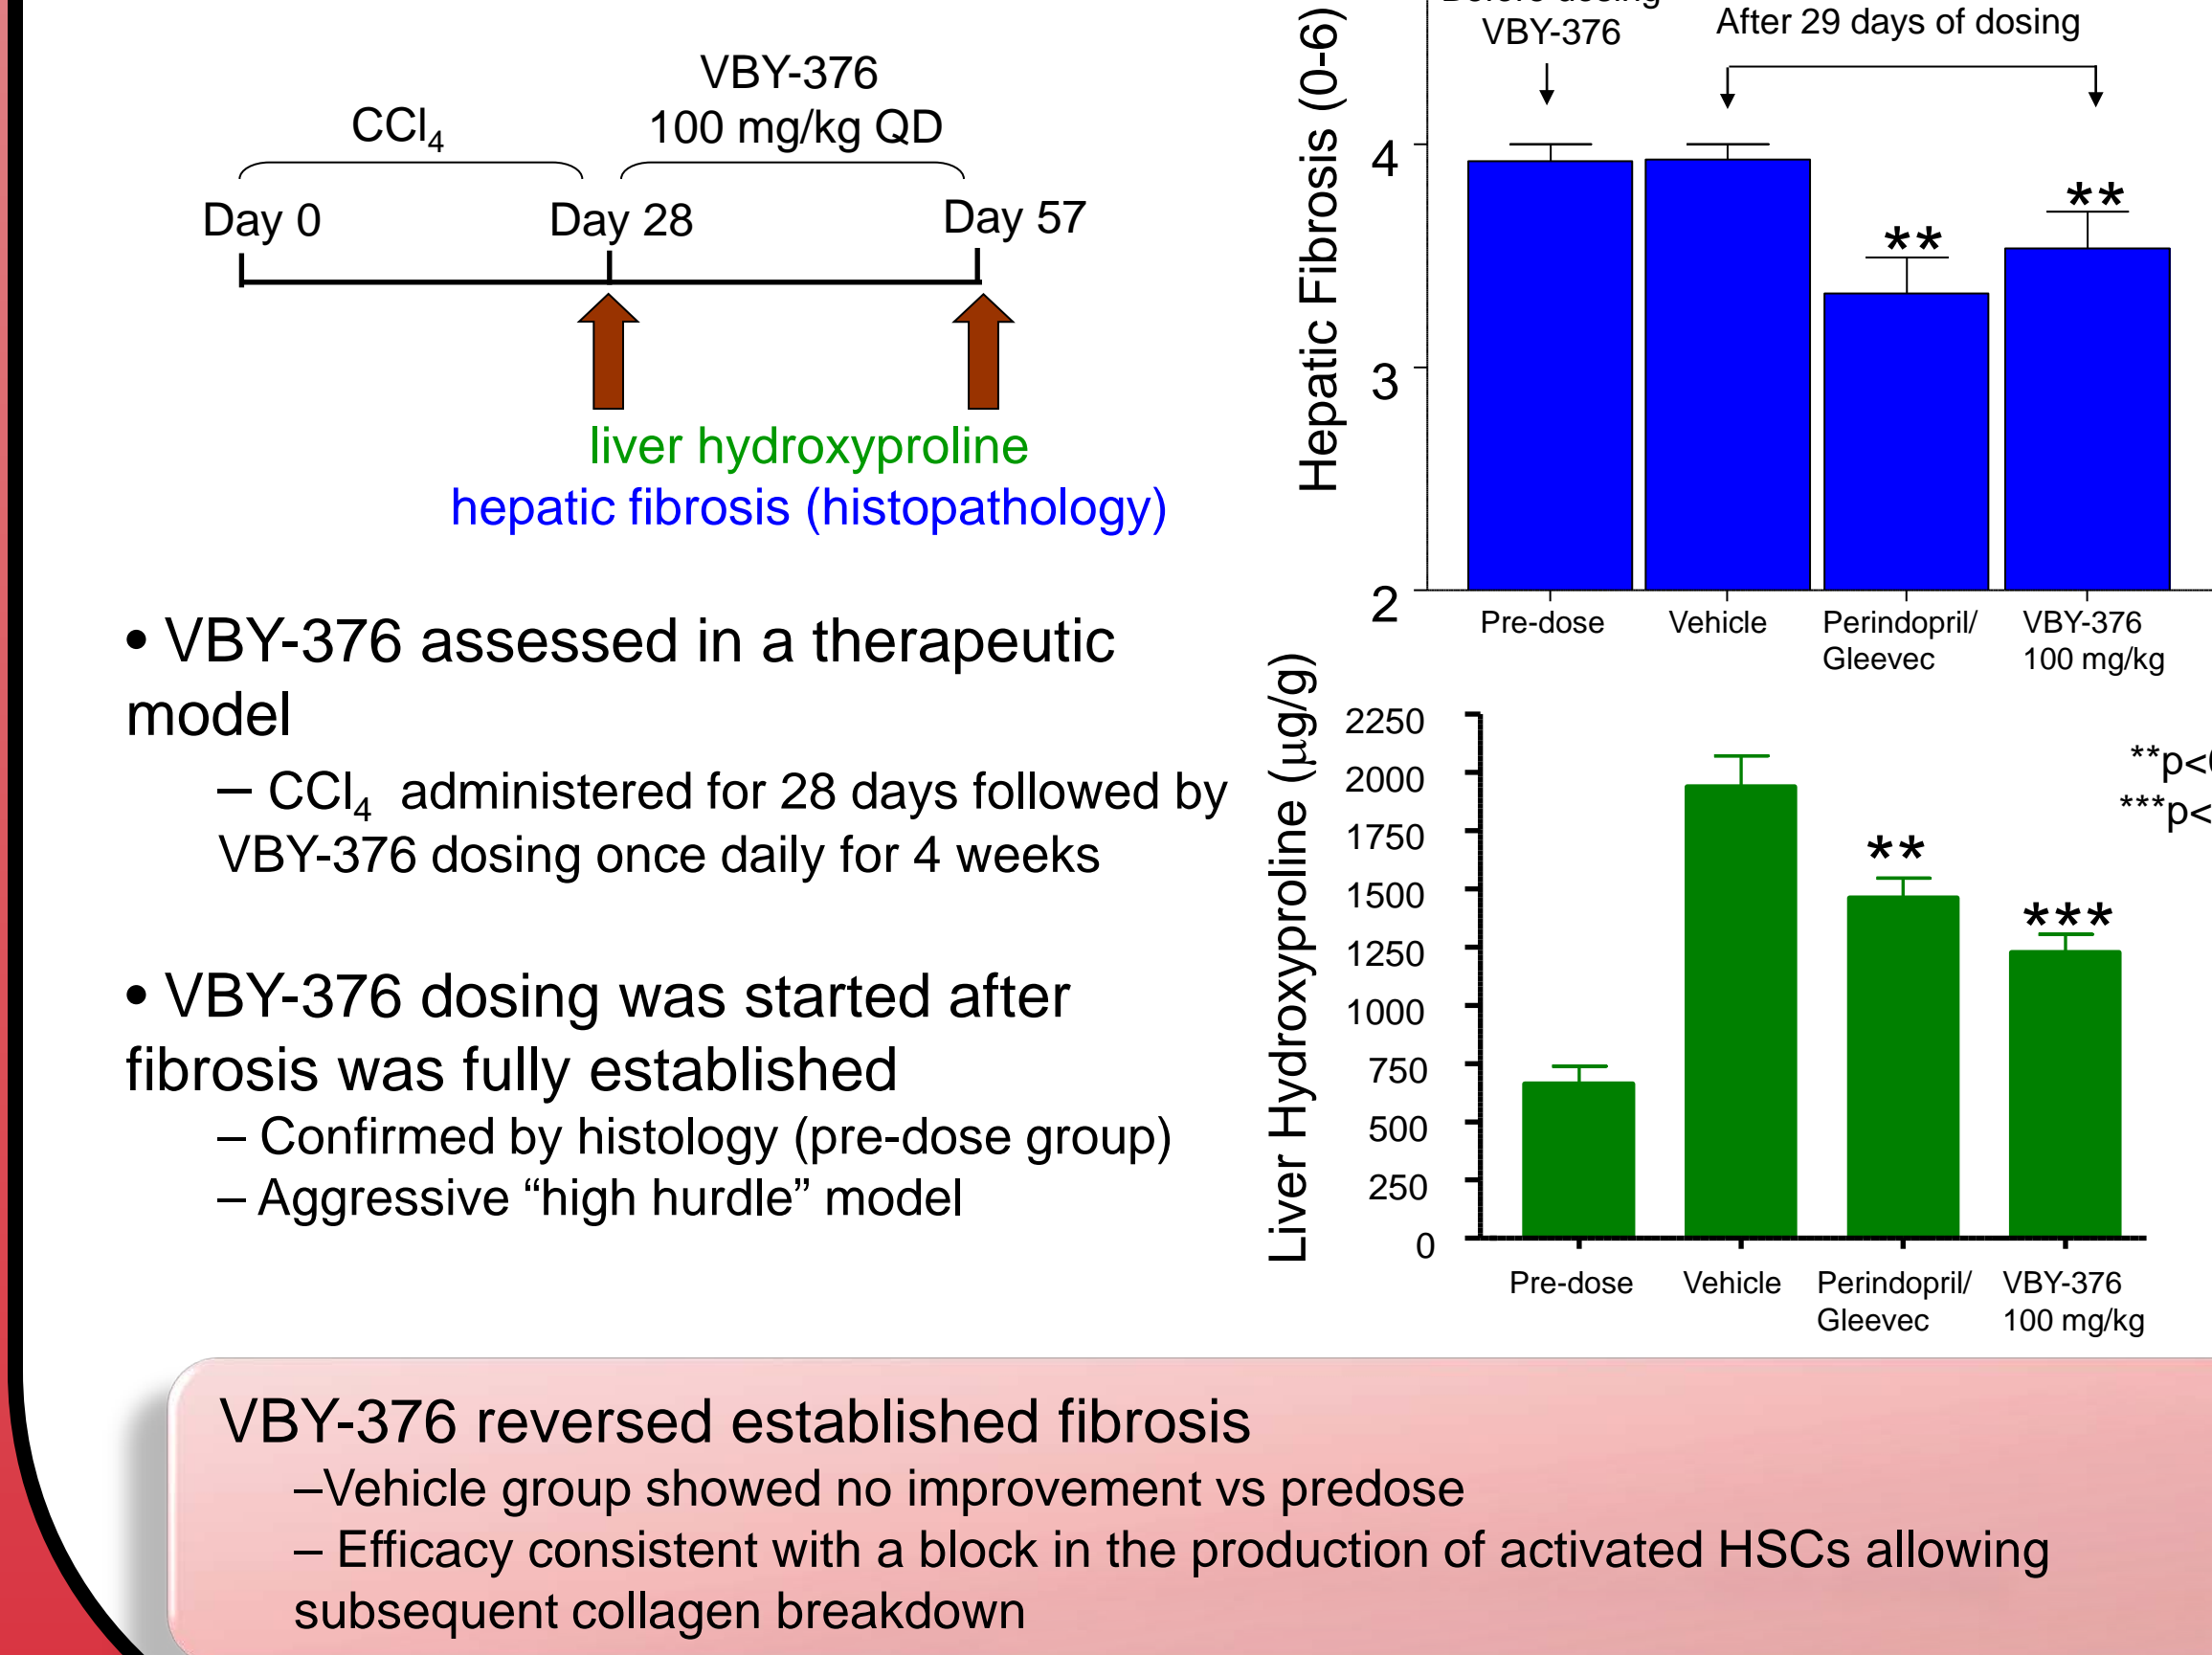 VBY-376
100 mg/kg QD
CCl4
Day 0
Day 28
Day 57
liver hydroxyproline
hepatic fibrosis (histopathology)
• VBY-376 assessed in a therapeutic
model
– CCl4 administered for 28 days followed by
VBY-376 dosing once daily for 4 weeks
• VBY-376 dosing was started after
fibrosis was fully established
– Confirmed by histology (pre-dose group)
– Aggressive “high hurdle” model
VBY-376
After 29 days of dosing
Hepatic Fibrosis (0-6)
4
3
2
**
**
Pre-dose
Vehicle
Perindopril/
Gleevec
VBY-376
100 mg/kg
Liver Hydroxyproline (µg/g)
2250
2000
1750
1500
1250
1000
750
500
250
0
**
***
**p<
***p<
Pre-dose
Vehicle
Perindopril/
Gleevec
VBY-376
100 mg/kg
VBY-376 reversed established fibrosis
–Vehicle group showed no improvement vs predose
– Efficacy consistent with a block in the production of activated HSCs allowing
subsequent collagen breakdown